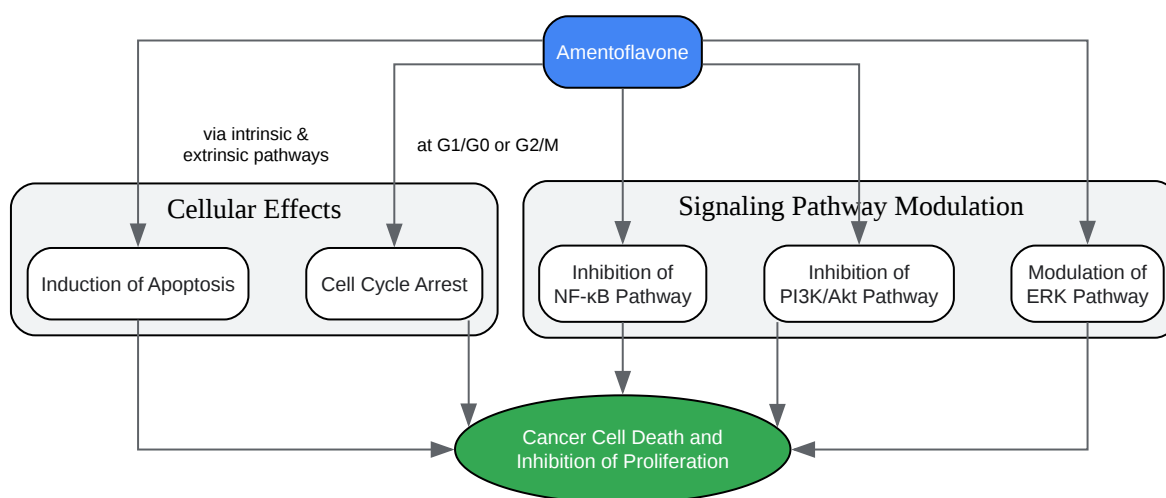 Amentoflavone
via intrinsic &
extrinsic pathways
at G1/G0 or G2/M
Cellular Effects
Signaling Pathway Modulation
Induction of Apoptosis
Cell Cycle Arrest
Inhibition of
NF-κB Pathway
Inhibition of
PI3K/Akt Pathway
Modulation of
ERK Pathway
Cancer Cell Death and
Inhibition of Proliferation